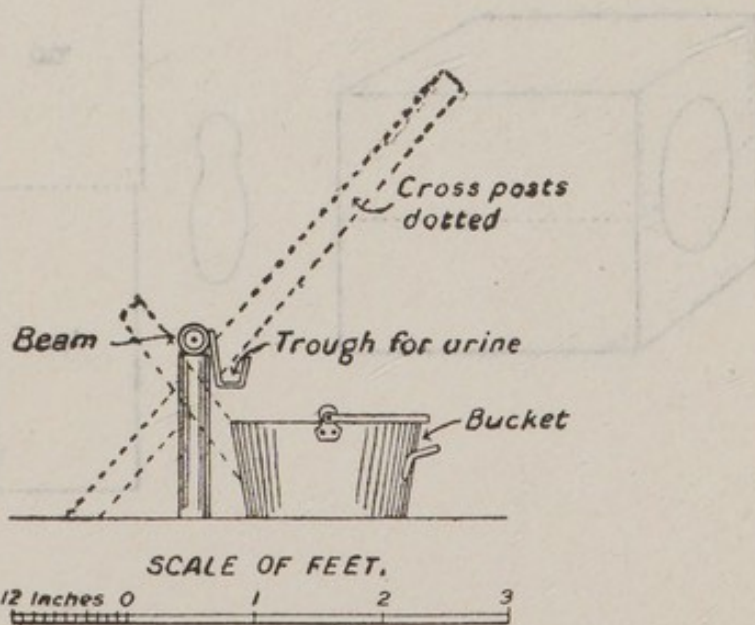 Cross posts
dotted
Beam
Trough for urine
Bucket
SCALE OF FEET.
12 Inches 0 1 2 3